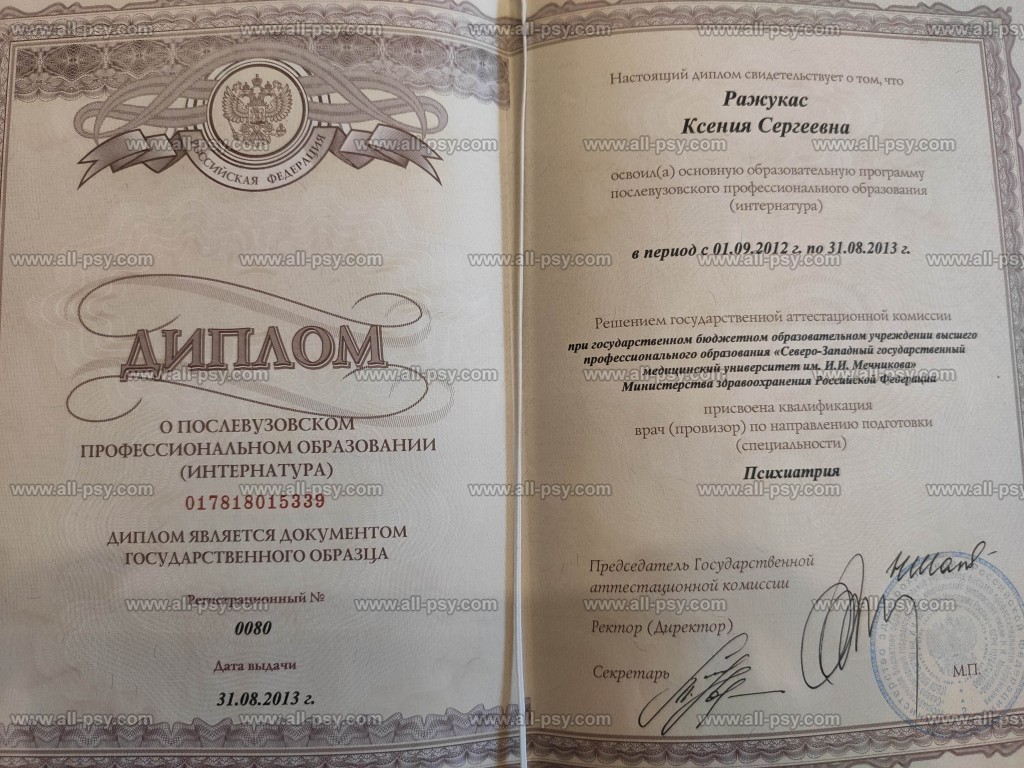 РОССИЙСКАЯ ФЕДЕРАЦИЯ
ДИПЛОМ
О ПОСЛЕВУЗОВСКОМ
ПРОФЕССИОНАЛЬНОМ ОБРАЗОВАНИИ
(ИНТЕРНАТУРА)
017818015339
ДИПЛОМ ЯВЛЯЕТСЯ ДОКУМЕНТОМ
ГОСУДАРСТВЕННОГО ОБРАЗЦА
Регистрационный №
0080
Дата выдачи
31.08.2013 г.
Настоящий диплом свидетельствует о том, что
Ражукас
Ксения Сергеевна
освоил(а) основную образовательную программу
послевузовского профессионального образования
(интернатура)
в период с 01.09.2012 г. по 31.08.2013 г.
Решением государственной аттестационной комиссии
при государственном бюджетном образовательном учреждении высшего
профессионального образования «Северо-Западный государственный
медицинский университет им. И.И. Мечникова»
Министерства здравоохранения Российской Федерации
присвоена квалификация
врач (провизор) по направлению подготовки
(специальности)
Психиатрия
Председатель Государственной
аттестационной комиссии
Ректор (Директор)
Секретарь
М.П.
www.all-psy.com